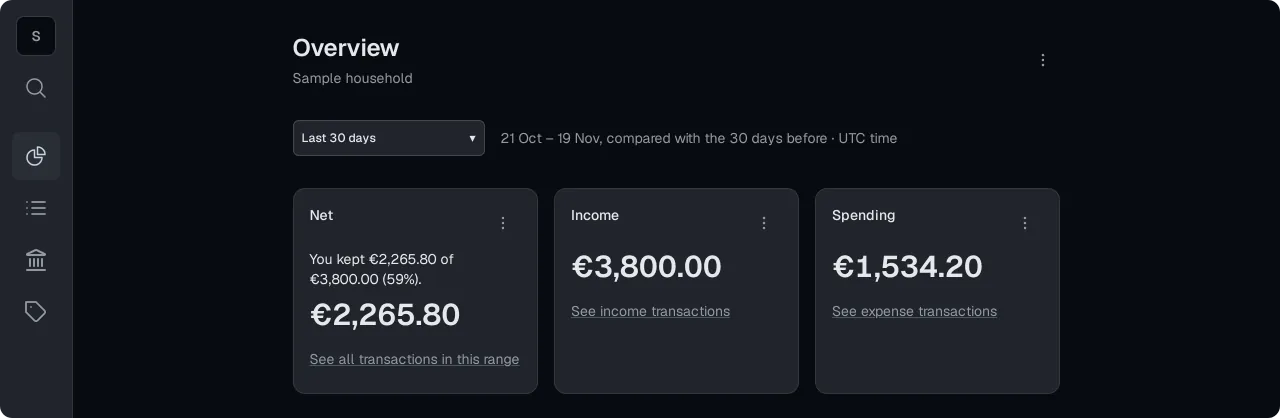 S
Overview
Sample household
Last 30 days ▾
21 Oct – 19 Nov, compared with the 30 days before · UTC time
Net
You kept €2,265.80 of
€3,800.00 (59%).
€2,265.80
See all transactions in this range
Income
€3,800.00
See income transactions
Spending
€1,534.20
See expense transactions